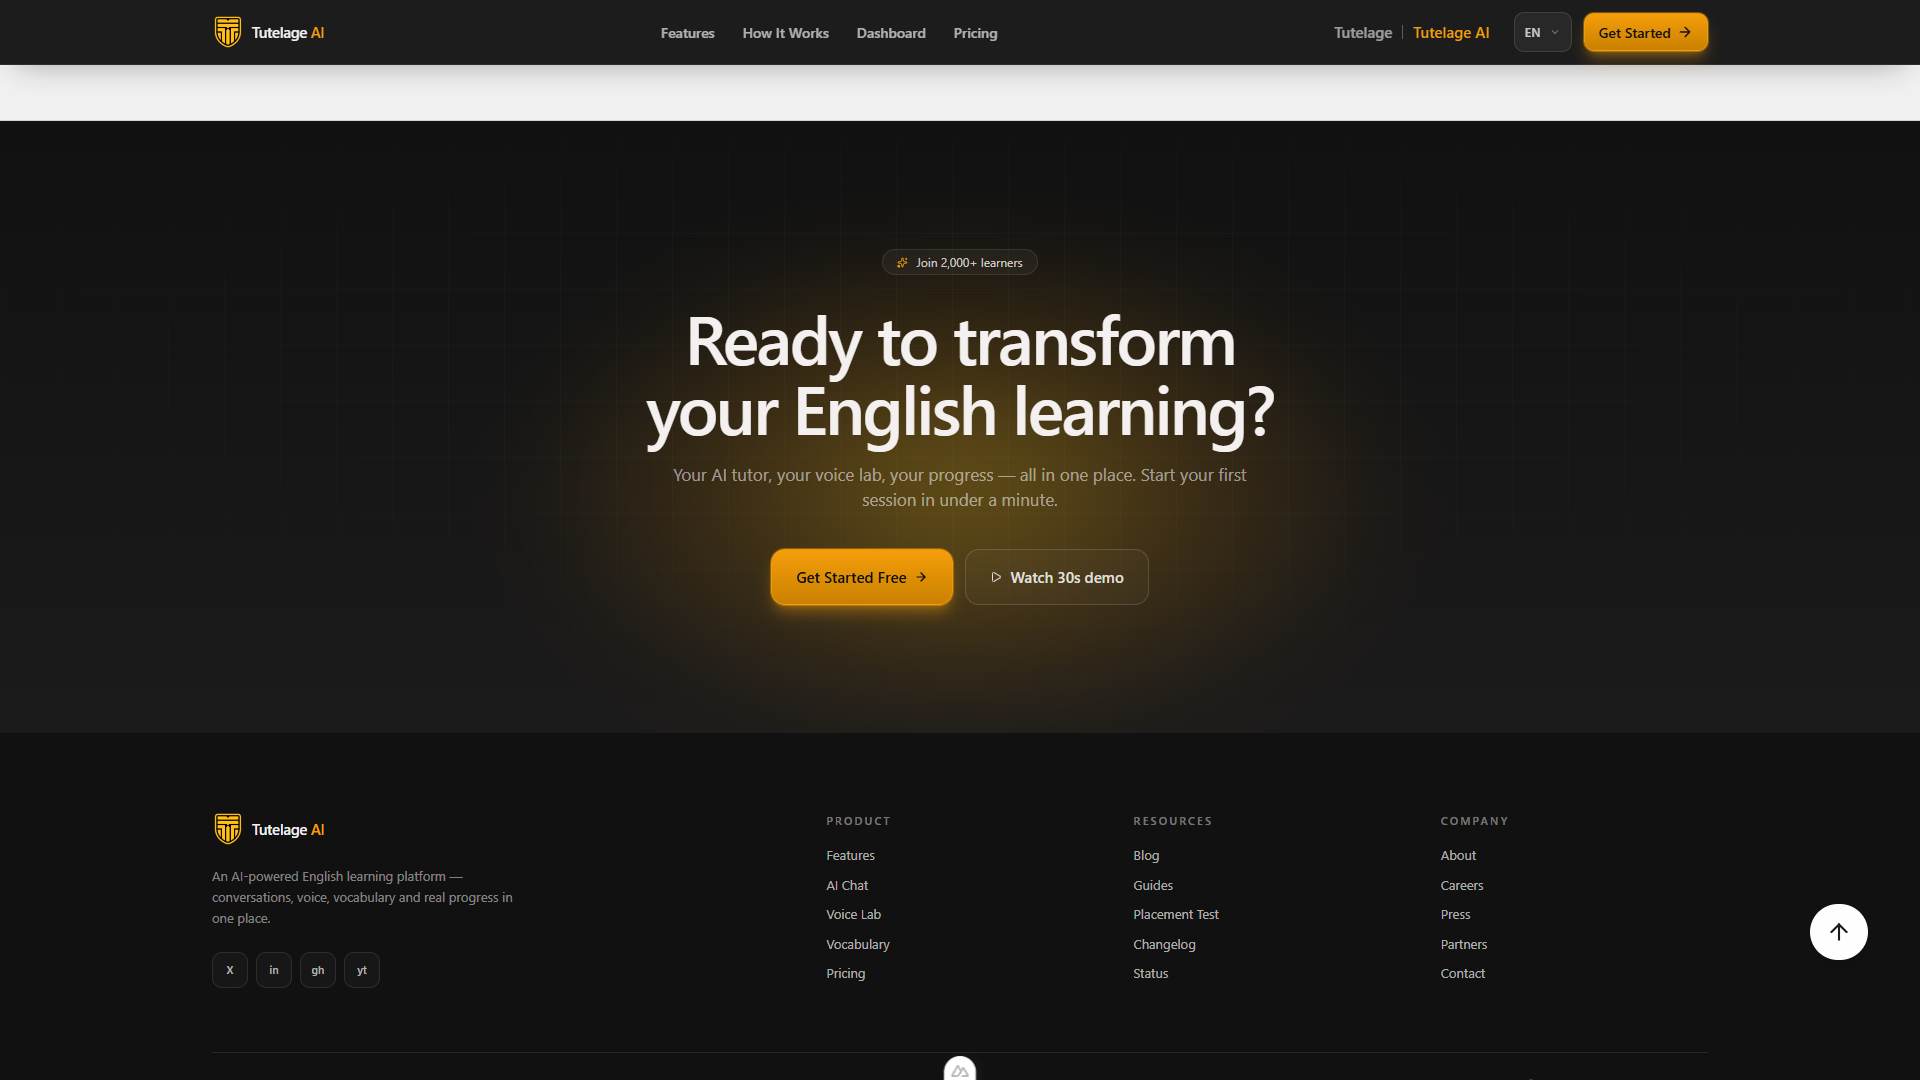 Tutelage AI
Features
How It Works
Dashboard
Pricing
Tutelage
Tutelage AI
EN
Get Started
Join 2,000+ learners
Ready to transform
your English learning?
Your AI tutor, your voice lab, your progress — all in one place. Start your first
session in under a minute.
Get Started Free
Watch 30s demo
Tutelage AI
An AI-powered English learning platform —
conversations, voice, vocabulary and real progress in
one place.
X
in
gh
yt
PRODUCT
Features
AI Chat
Voice Lab
Vocabulary
Pricing
RESOURCES
Blog
Guides
Placement Test
Changelog
Status
COMPANY
About
Careers
Press
Partners
Contact